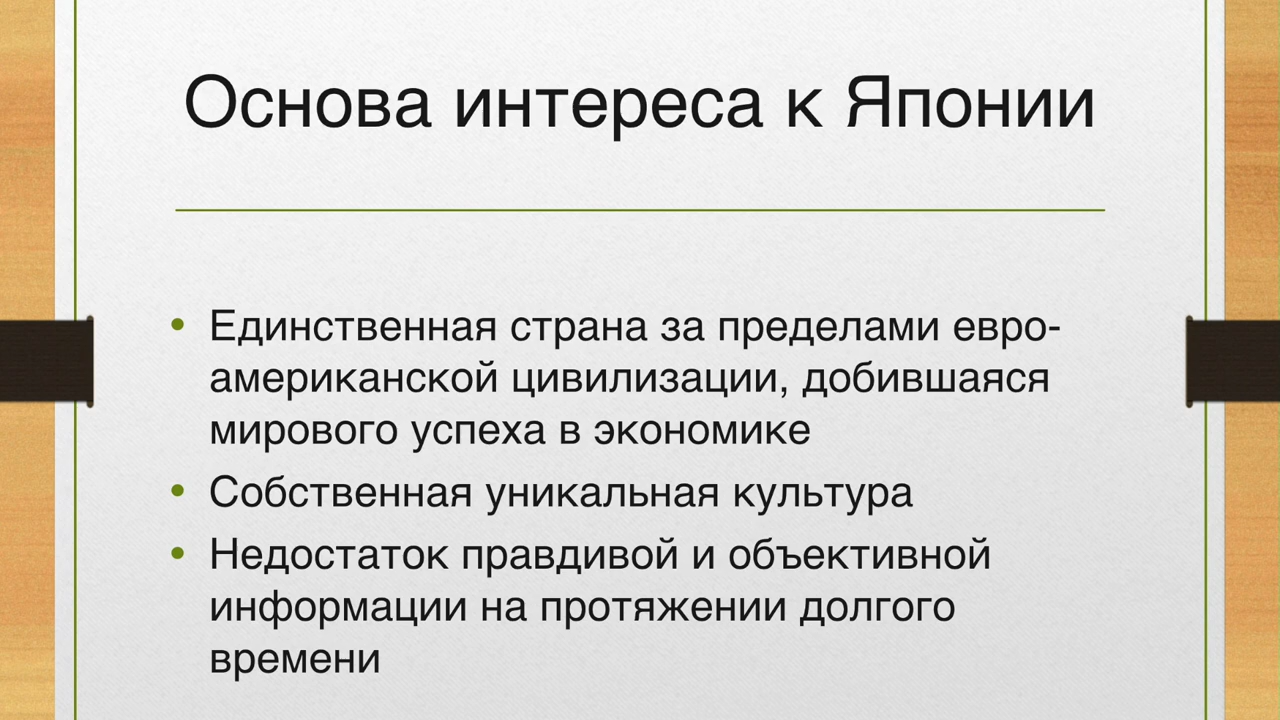 Основа интереса к Японии
• Единственная страна за пределами евро-
американской цивилизации, добившаяся
мирового успеха в экономике
• Собственная уникальная культура
• Недостаток правдивой и объективной
информации на протяжении долгого
времени